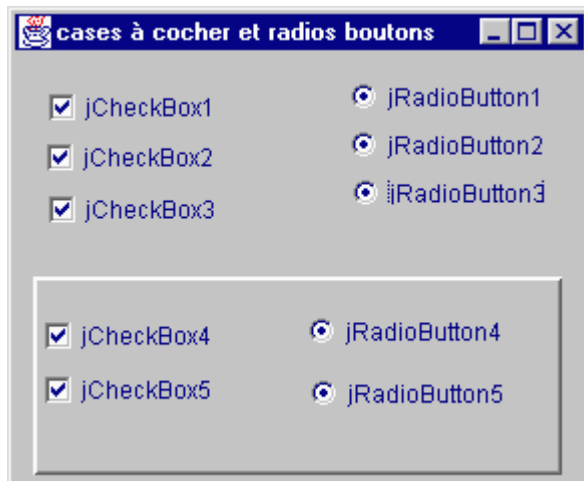 cases à cocher et radios boutons
jCheckBox1
jRadioButton1
jCheckBox2
jRadioButton2
jCheckBox3
jRadioButton3
jCheckBox4
jRadioButton4
jCheckBox5
jRadioButton5